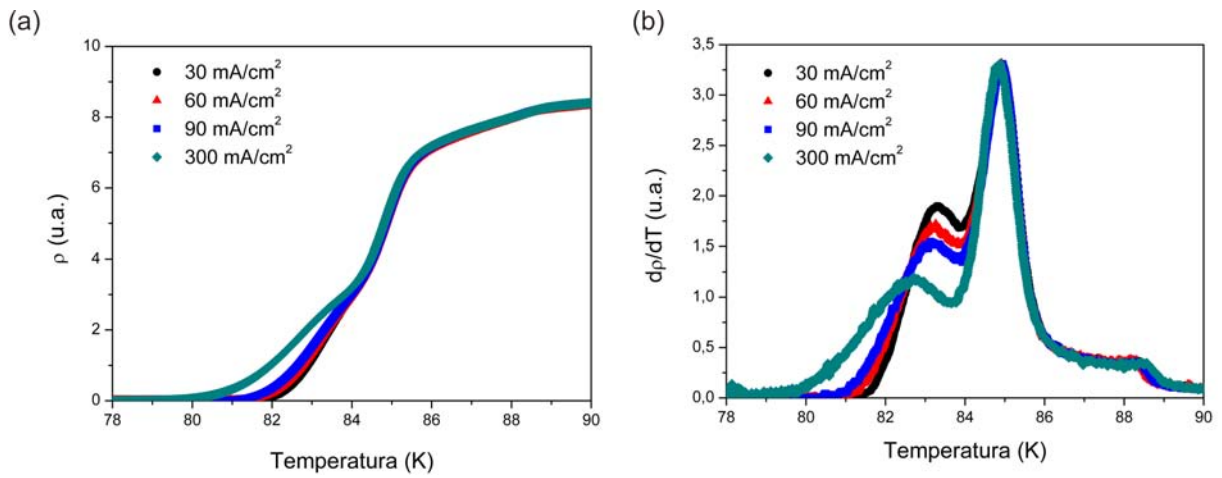 (a)
10
8
6
4
2
0
ρ (u.a.)
30 mA/cm²
60 mA/cm²
90 mA/cm²
300 mA/cm²
78 80 82 84 86 88 90
Temperatura (K)
(b)
3,5
3,0
2,5
2,0
1,5
1,0
0,5
0,0
dρ/dT (u.a.)
30 mA/cm²
60 mA/cm²
90 mA/cm²
300 mA/cm²
78 80 82 84 86 88 90
Temperatura (K)